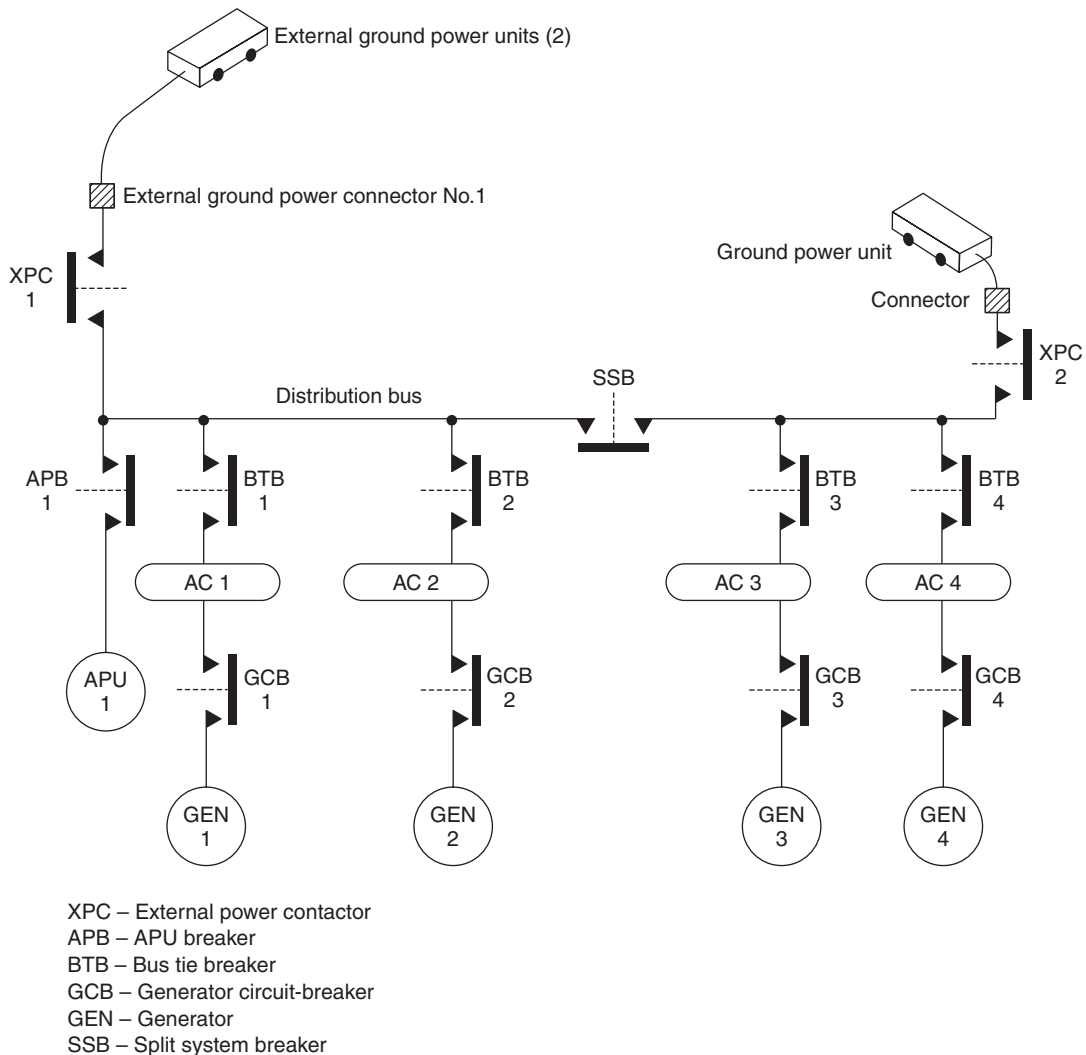 External ground power units (2)
External ground power connector No.1
XPC
1
Ground power unit
Connector
XPC
2
SSB
Distribution bus
APB
1
BTB
1
BTB
2
BTB
3
BTB
4
AC 1
AC 2
AC 3
AC 4
APU
1
GCB
1
GCB
2
GCB
3
GCB
4
GEN
1
GEN
2
GEN
3
GEN
4
XPC – External power contactor
APB – APU breaker
BTB – Bus tie breaker
GCB – Generator circuit-breaker
GEN – Generator
SSB – Split system breaker